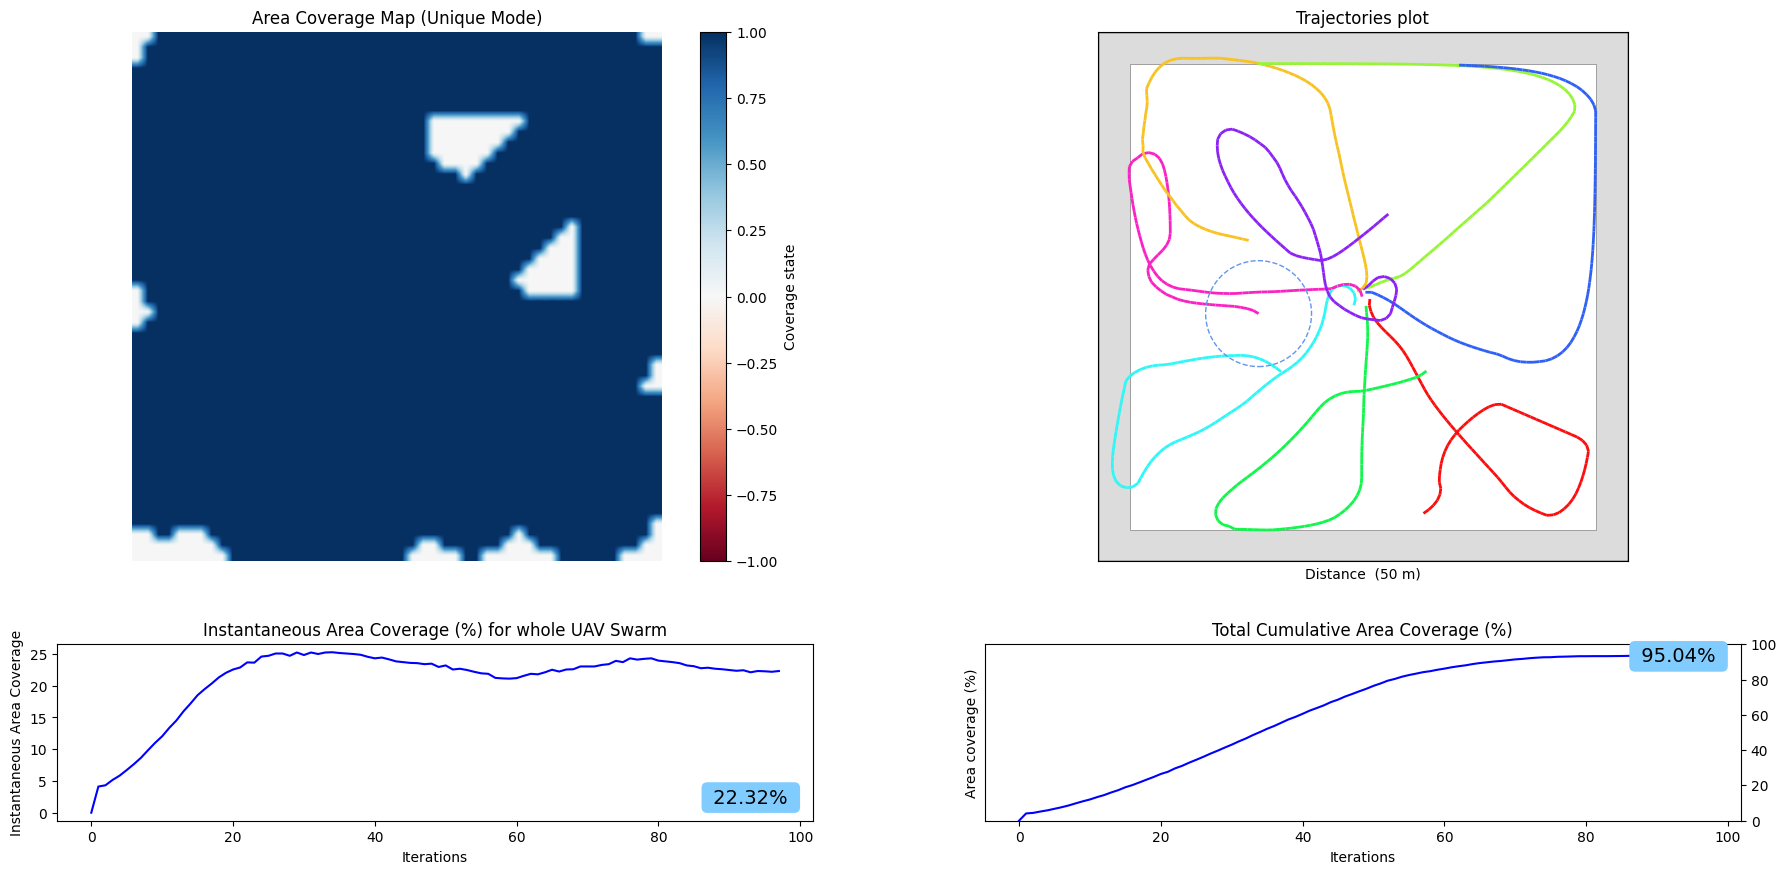 Area Coverage Map (Unique Mode)
1.00
0.75
0.50
0.25
0.00
−0.25
−0.50
−0.75
−1.00
Coverage state
Trajectories plot
Distance  (50 m)
Instantaneous Area Coverage (%) for whole UAV Swarm
Instantaneous Area Coverage
25
20
15
10
5
0
22.32%
0 20 40 60 80 100
Iterations
Total Cumulative Area Coverage (%)
Area coverage (%)
95.04%
100
80
60
40
20
0
0 20 40 60 80 100
Iterations